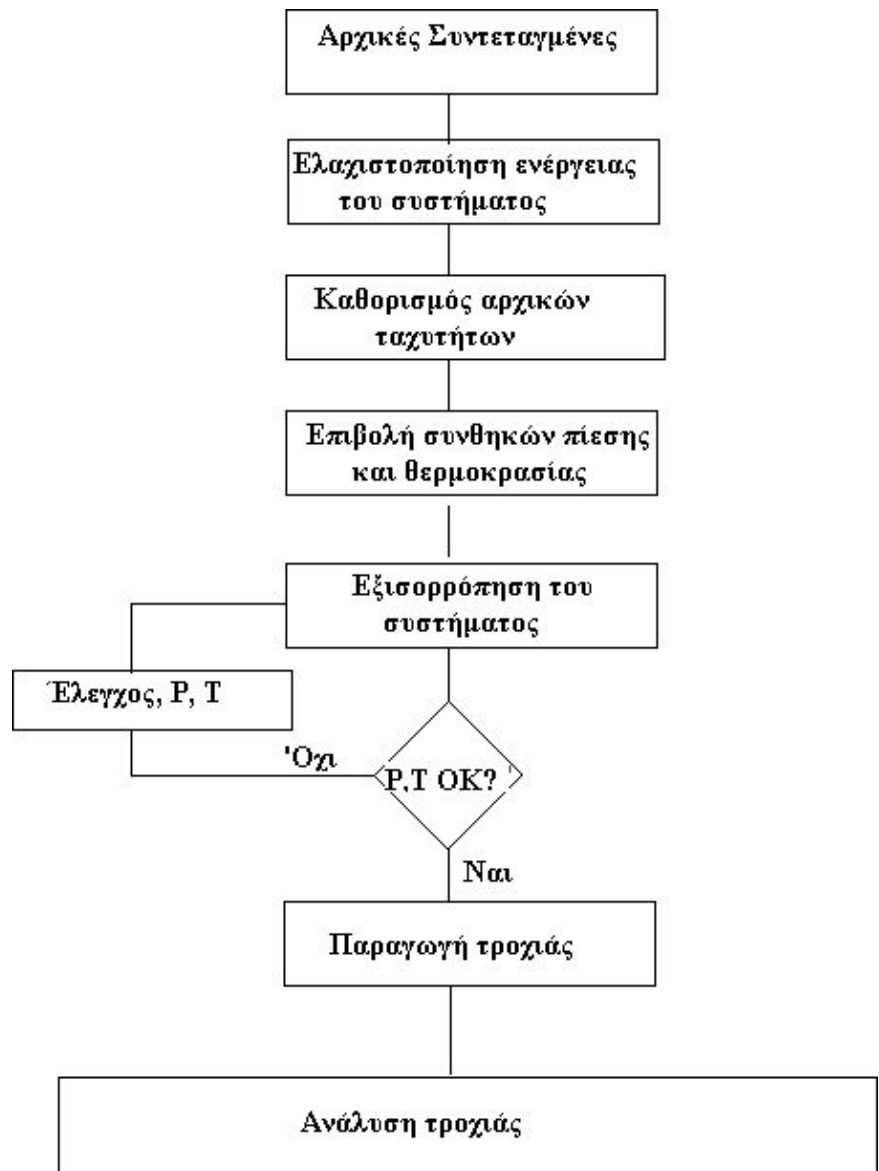 Αρχικές Συντεταγμένες
Ελαχιστοποίηση ενέργειας
του συστήματος
Καθορισμός αρχικών
ταχυτήτων
Επιβολή συνθηκών πίεσης
και θερμοκρασίας
Εξισορρόπηση του
συστήματος
Έλεγχος, P, T
'Οχι
P,T OK? '
Ναι
Παραγωγή τροχιάς
Ανάλυση τροχιάς